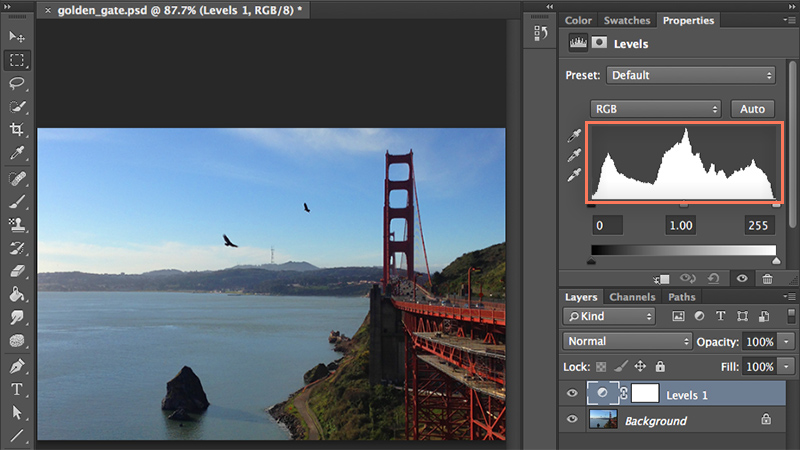 golden_gate.psd @ 87.7% (Levels 1, RGB/8) *
Color Swatches Properties
Levels
Preset: Default
RGB Auto
0 1.00 255
Layers Channels Paths
Kind
Normal Opacity: 100%
Lock: Fill: 100%
Levels 1
Background